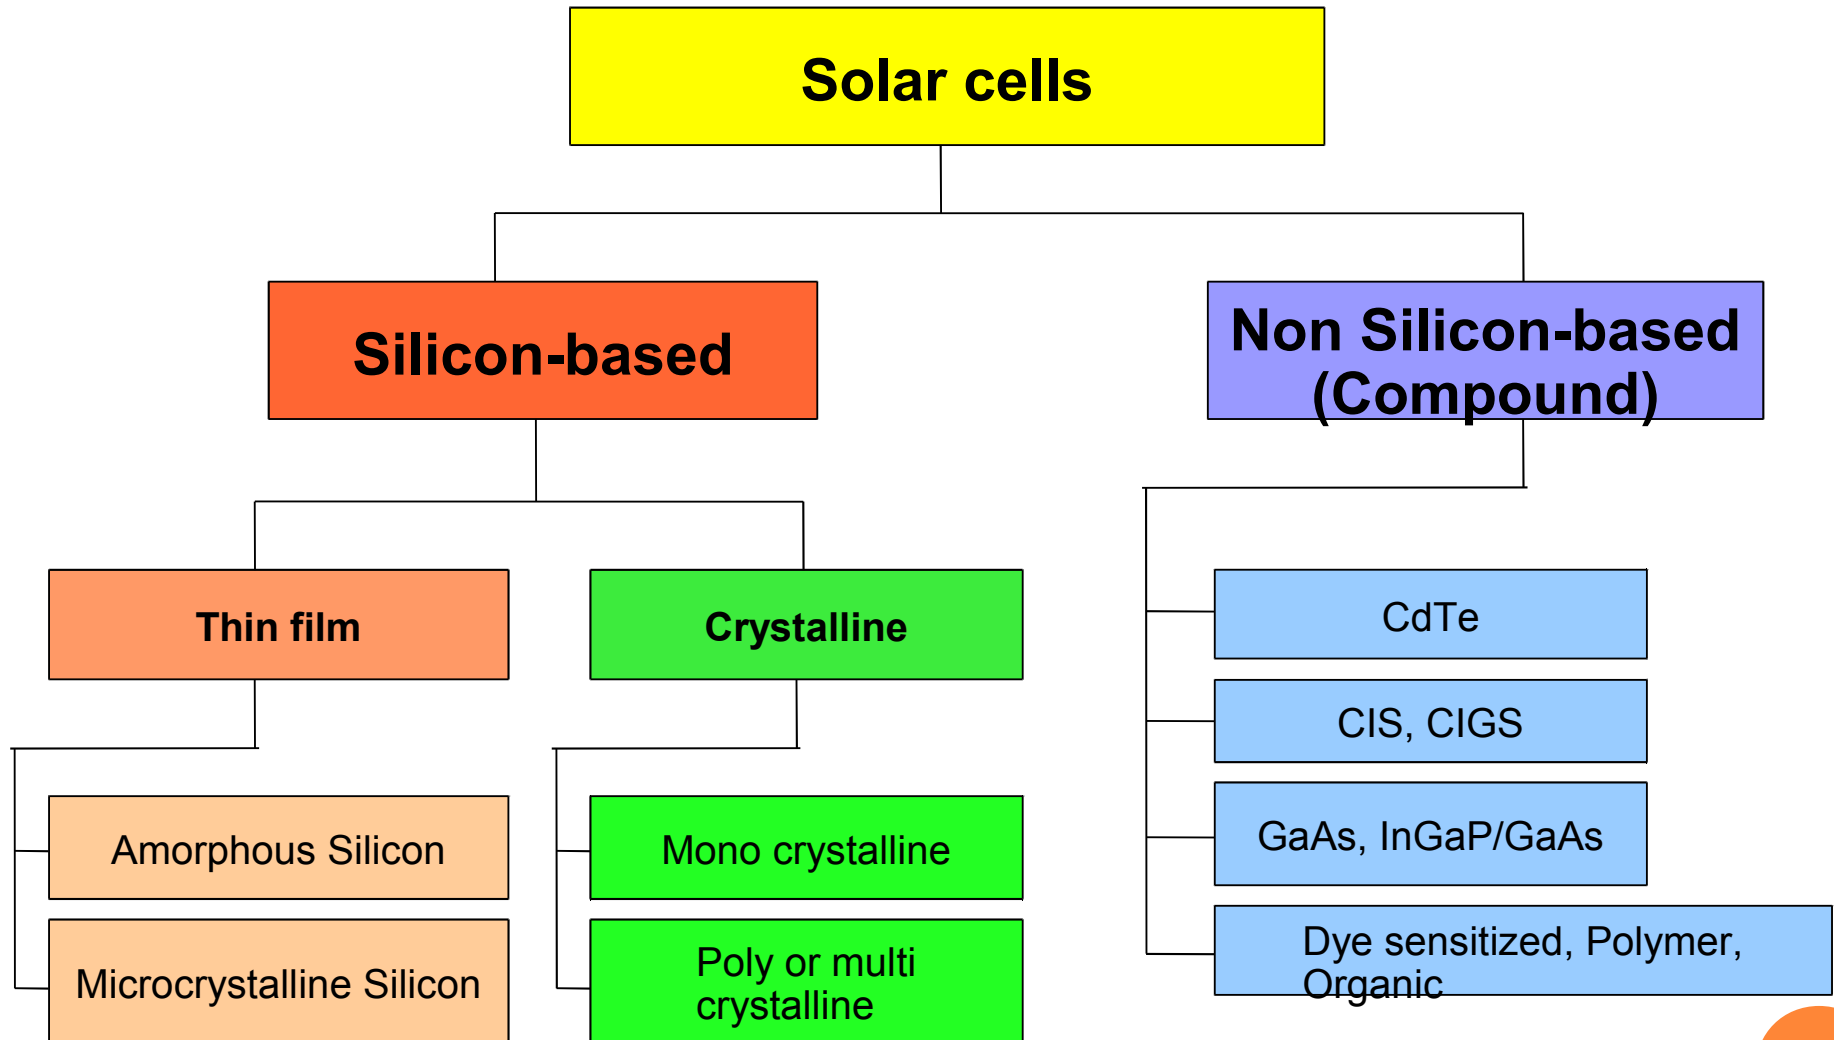 Solar cells
Silicon-based
Non Silicon-based
(Compound)
Thin film
Crystalline
CdTe
CIS, CIGS
GaAs, InGaP/GaAs
Amorphous Silicon
Mono crystalline
Dye sensitized, Polymer,
Organic
Microcrystalline Silicon
Poly or multi
crystalline